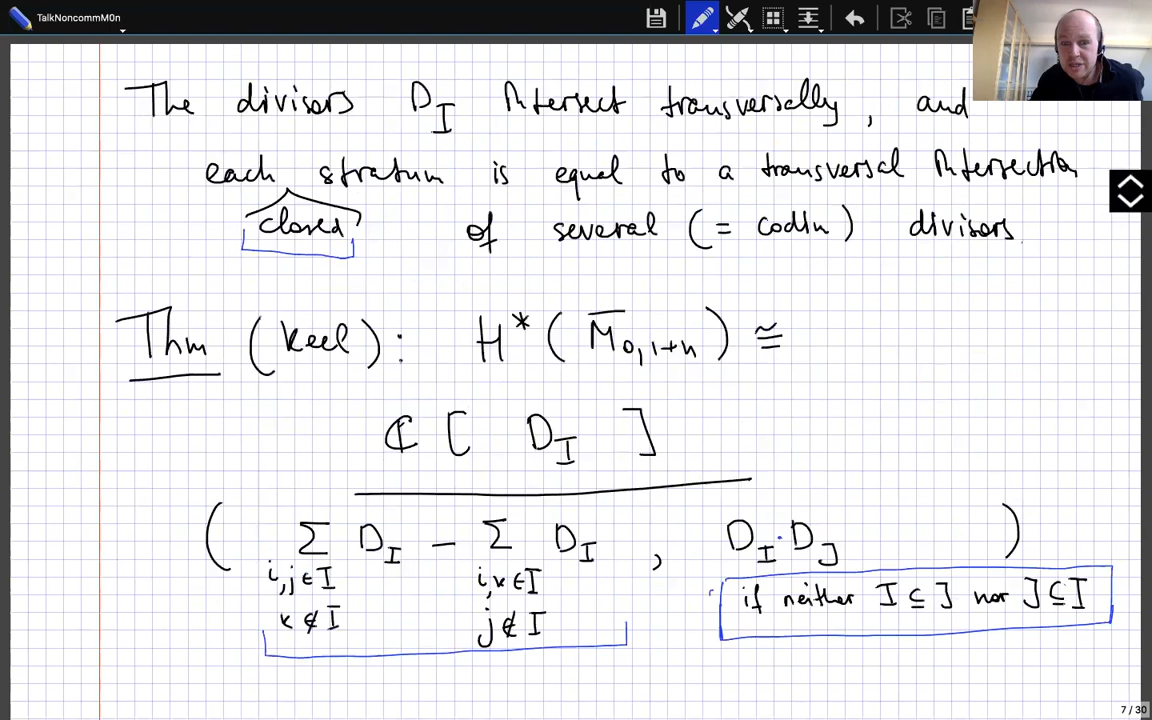 TalkNoncommM0n
The divisors D_I intersect transversally, and
each stratum is equal to a transversal intersection
closed of several (= codim) divisors.
Thm (Keel): H*(M̄_{0,1+n}) ≅
ℂ [ D_I ]
( Σ D_I − Σ D_I , D_I · D_J )
i,j ∈ I i,k ∈ I if neither I ⊆ J nor J ⊆ I
k ∉ I j ∉ I
7 / 30